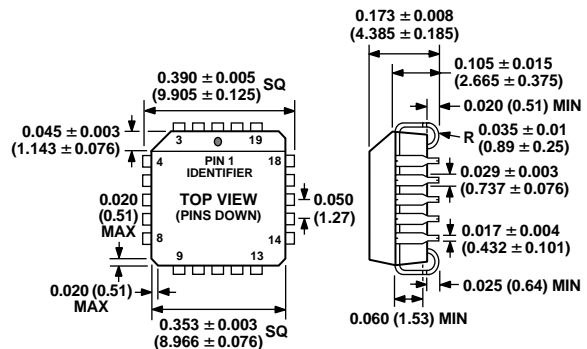 0.173 ± 0.008
(4.385 ± 0.185)
0.390 ± 0.005 SQ
(9.905 ± 0.125)
0.105 ± 0.015
(2.665 ± 0.375)
0.020 (0.51) MIN
0.045 ± 0.003
(1.143 ± 0.076)
3
19
R
0.035 ± 0.01
(0.89 ± 0.25)
PIN 1
IDENTIFIER
4
18
0.029 ± 0.003
(0.737 ± 0.076)
0.020
(0.51)
MAX
TOP VIEW
(PINS DOWN)
0.050
(1.27)
0.017 ± 0.004
(0.432 ± 0.101)
8
14
9
13
0.020 (0.51)
MAX
0.025 (0.64) MIN
0.060 (1.53) MIN
0.353 ± 0.003 SQ
(8.966 ± 0.076)